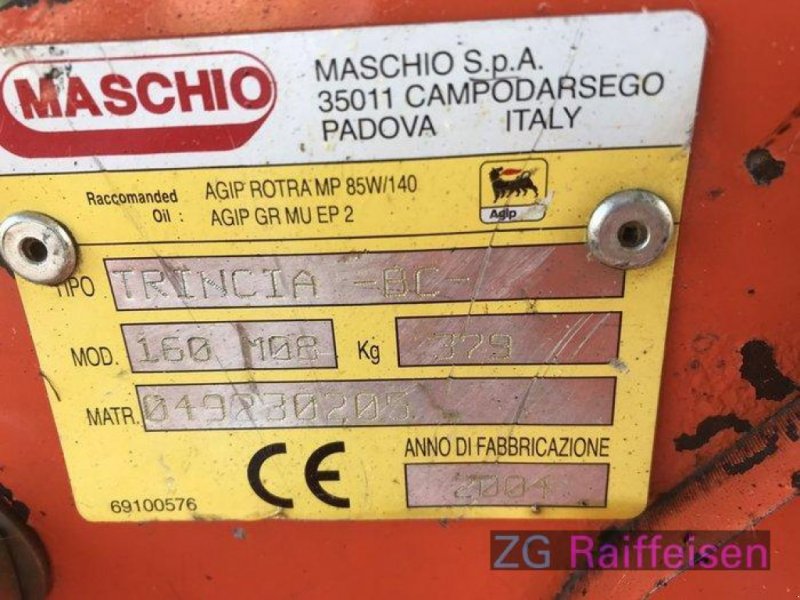 MASCHIO
MASCHIO S.p.A.
35011 CAMPODARSEGO
PADOVA ITALY
Raccomanded Oil :
AGIP ROTRA MP 85W/140
AGIP GR MU EP 2
Agip
TIPO TRINCIA -BC-
MOD. 160 M08 Kg 379
MATR. 049730205
ANNO DI FABBRICAZIONE
CE 2004
69100576
ZG Raiffeisen